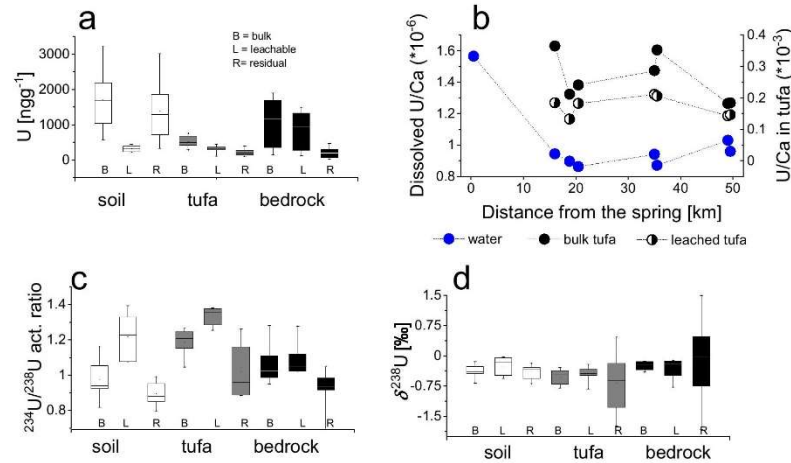 a
B = bulk
L = leachable
R= residual
U [ngg-1]
3000
2000
1000
500
0
B L R B L R B L R
soil tufa bedrock
b
Dissolved U/Ca (*10-6)
1.6
1.4
1.2
1
0.8
0 10 20 30 40 50
0.4
0.3
0.2
0.1
0
U/Ca in tufa (*10-3)
Distance from the spring [km]
water bulk tufa leached tufa
c
234U/238U act. ratio
1.4
1.2
1
0.8
B L R B L R B L R
soil tufa bedrock
d
δ238U [‰]
1.5
0.75
-0
-0.75
-1.5
B L R B L R B L R
soil tufa bedrock